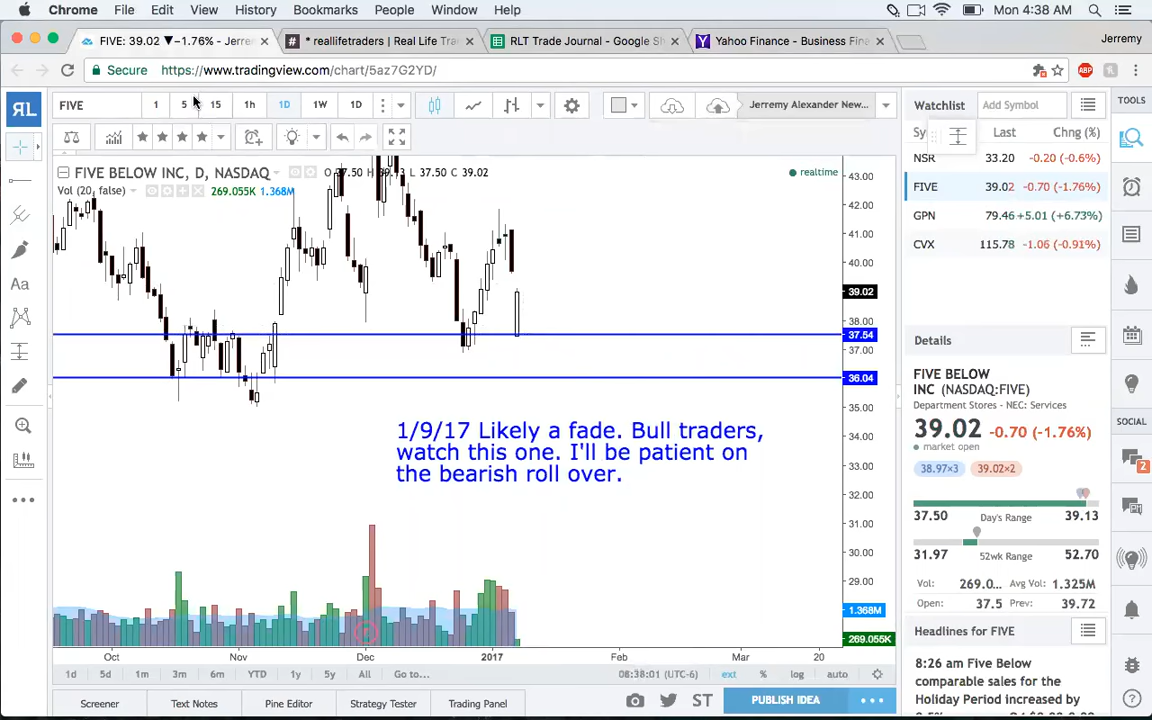 Chrome File Edit View History Bookmarks People Window Help Mon 4:38 AM
FIVE: 39.02 ▼−1.76% - Jerrem
* reallifetraders | Real Life Tra
RLT Trade Journal - Google Sh
Yahoo Finance - Business Fina
Jerremy
Secure https://www.tradingview.com/chart/5az7G2YD/
RL
FIVE 1 5 15 1h 1D 1W 1D
Jerremy Alexander New...
FIVE BELOW INC, D, NASDAQ
L 37.50 C 39.02
realtime
Vol (20, false) 269.055K 1.368M
43.00
42.00
41.00
40.00
39.02
38.00
37.54
37.00
36.04
35.00
34.00
33.00
32.00
31.00
30.00
29.00
1.368M
269.055K
1/9/17 Likely a fade. Bull traders,
watch this one. I'll be patient on
the bearish roll over.
Oct Nov Dec 2017 Feb Mar 20
1d 5d 1m 3m 6m YTD 1y 5y All Go to... 08:38:01 (UTC-6) ext % log auto
Screener Text Notes Pine Editor Strategy Tester Trading Panel ST PUBLISH IDEA
Watchlist Add Symbol
Sy Last Chng (%)
NSR 33.20 -0.20 (-0.6%)
FIVE 39.02 -0.70 (-1.76%)
GPN 79.46 +5.01 (+6.73%)
CVX 115.78 -1.06 (-0.91%)
Details
FIVE BELOW
INC (NASDAQ:FIVE)
Department Stores - NEC: Services
39.02 -0.70 (-1.76%)
market open
38.97×3 39.02×2
37.50 Day's Range 39.13
31.97 52wk Range 52.70
Vol: 269.0... Avg Vol: 1.325M
Open: 37.5 Prev: 39.72
Headlines for FIVE
8:26 am Five Below
comparable sales for the
Holiday Period increased by
TOOLS
SOCIAL
2
Aa
ABP